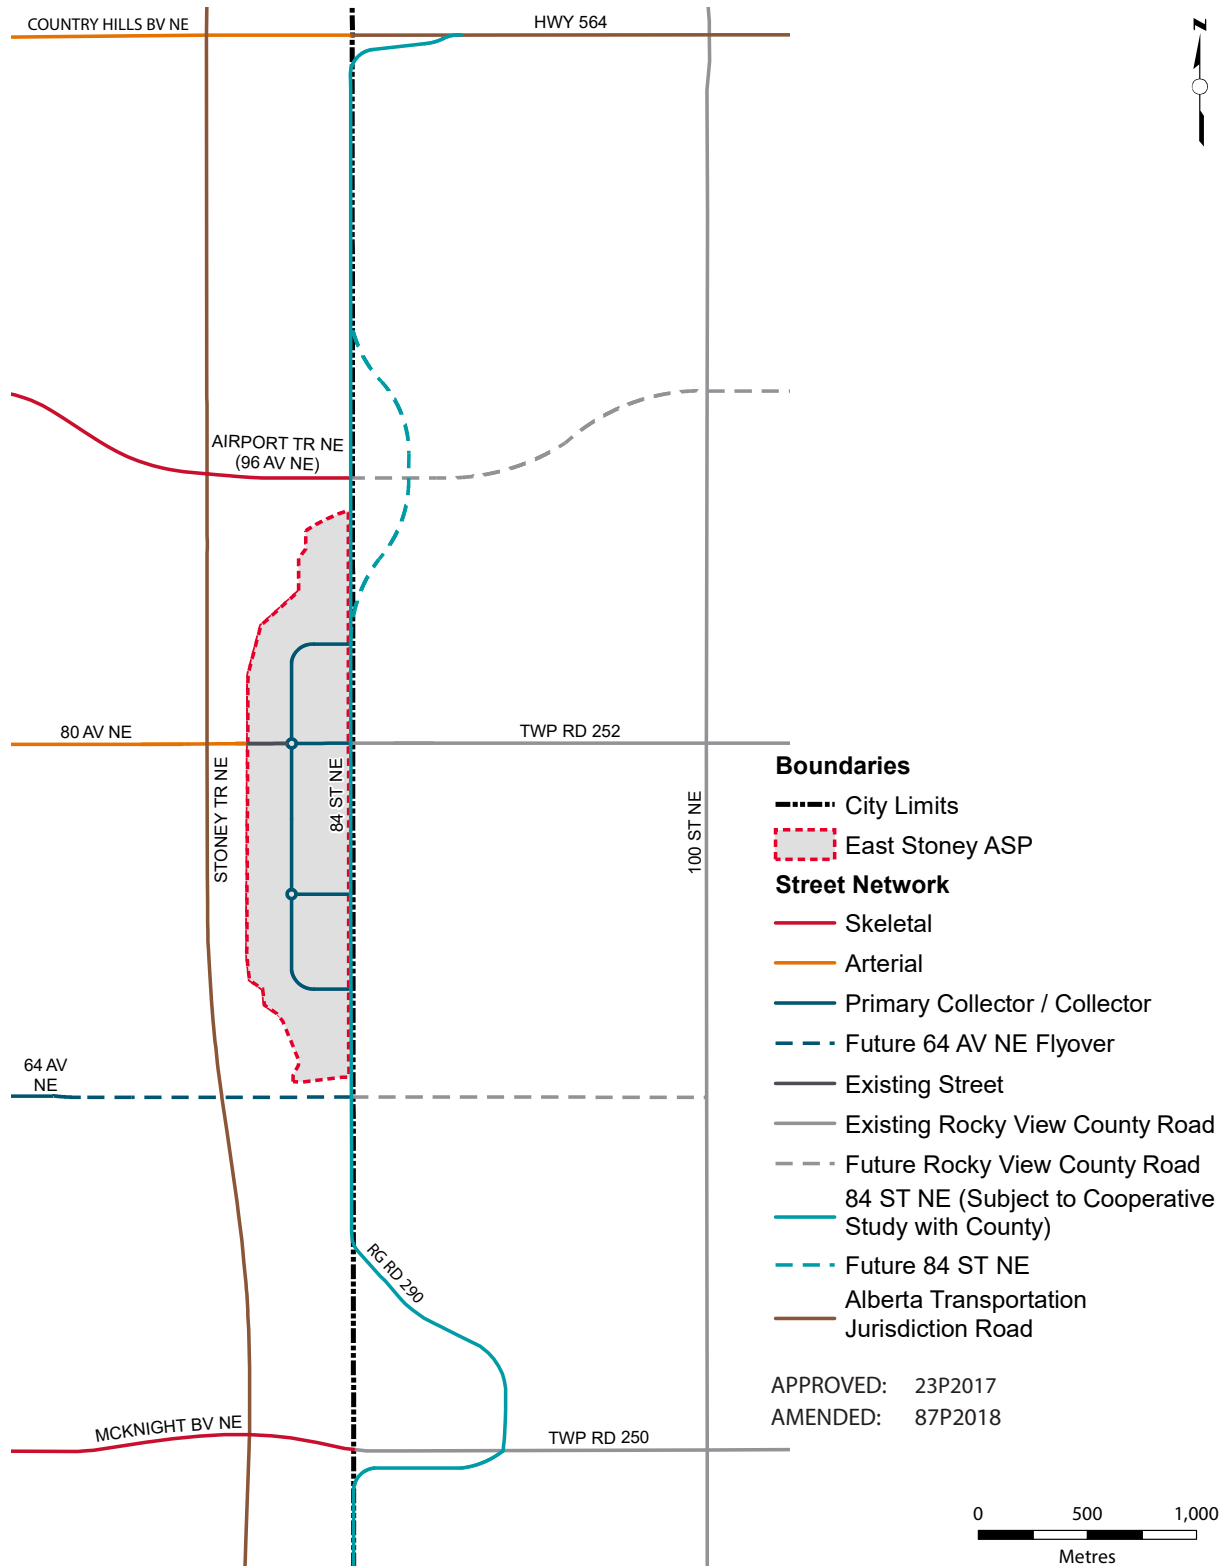 COUNTRY HILLS BV NE
HWY 564
N
AIRPORT TR NE
(96 AV NE)
80 AV NE
TWP RD 252
STONEY TR NE
84 ST NE
100 ST NE
64 AV
NE
RG RD 290
MCKNIGHT BV NE
TWP RD 250
Boundaries
City Limits
East Stoney ASP
Street Network
Skeletal
Arterial
Primary Collector / Collector
Future 64 AV NE Flyover
Existing Street
Existing Rocky View County Road
Future Rocky View County Road
84 ST NE (Subject to Cooperative
Study with County)
Future 84 ST NE
Alberta Transportation
Jurisdiction Road
APPROVED: 23P2017
AMENDED: 87P2018
0 500 1,000
Metres